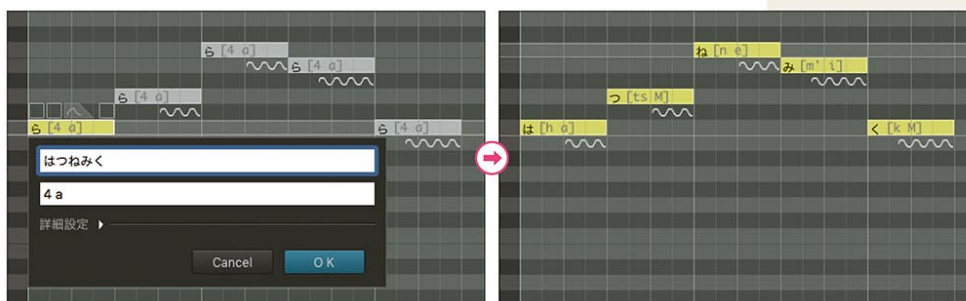 ら [4 a]
ら [4 a]
ら [4 a]
ら [4 a]
ら [4 a]
はつねみく
4 a
詳細設定
Cancel
OK
ね [n e]
み [m' i]
つ [ts M]
は [h a]
く [k M]